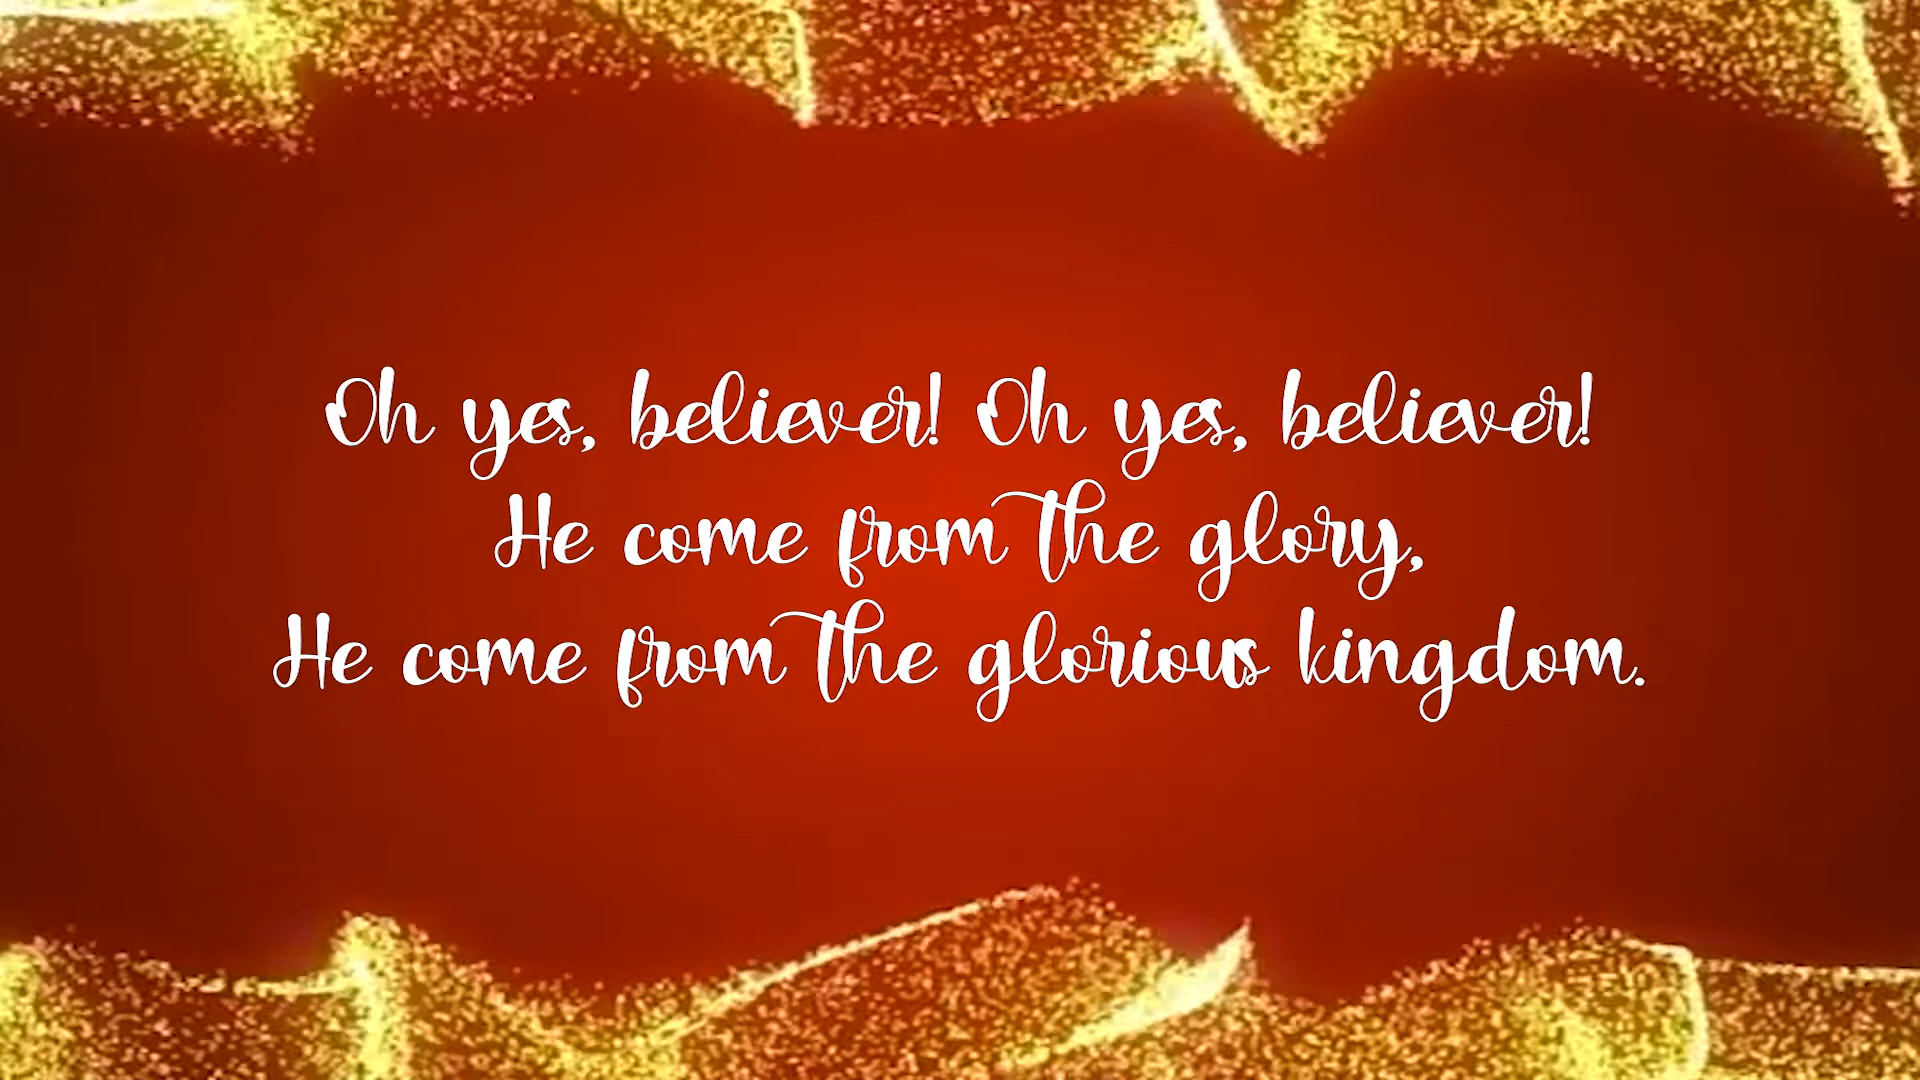 Oh yes, believer! Oh yes, believer!
He come from the glory,
He come from the glorious kingdom.